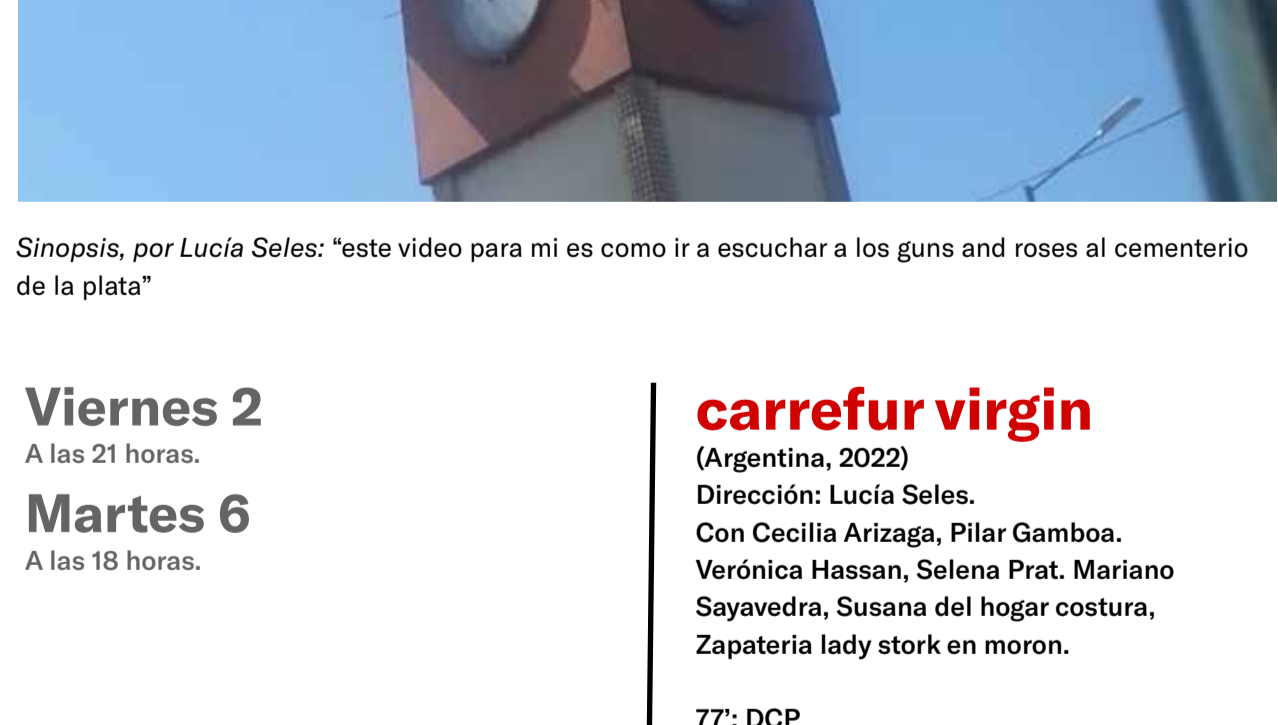 Sinopsis, por Lucía Seles: “este video para mi es como ir a escuchar a los guns and roses al cementerio
de la plata”
Viernes 2
A las 21 horas.
Martes 6
A las 18 horas.
carrefur virgin
(Argentina, 2022)
Dirección: Lucía Seles.
Con Cecilia Arizaga, Pilar Gamboa.
Verónica Hassan, Selena Prat. Mariano
Sayavedra, Susana del hogar costura,
Zapateria lady stork en moron.
77’; DCP